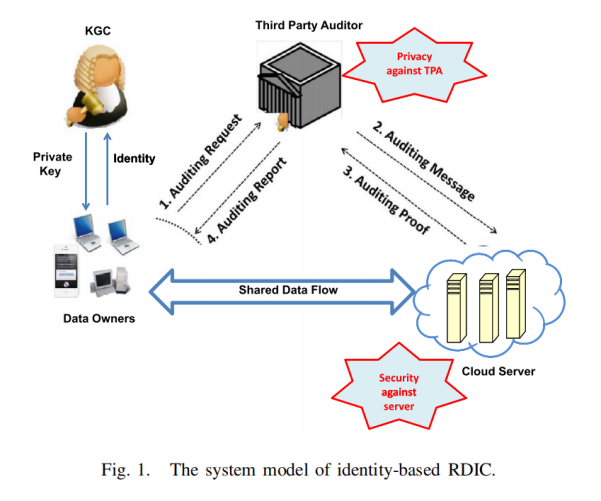 KGC
Third Party Auditor
Privacy
against TPA
Private
Key
Identity
1. Auditing Request
4. Auditing Report
2. Auditing Message
3. Auditing Proof
Shared Data Flow
Data Owners
Cloud Server
Security
against
server
Fig. 1. The system model of identity-based RDIC.